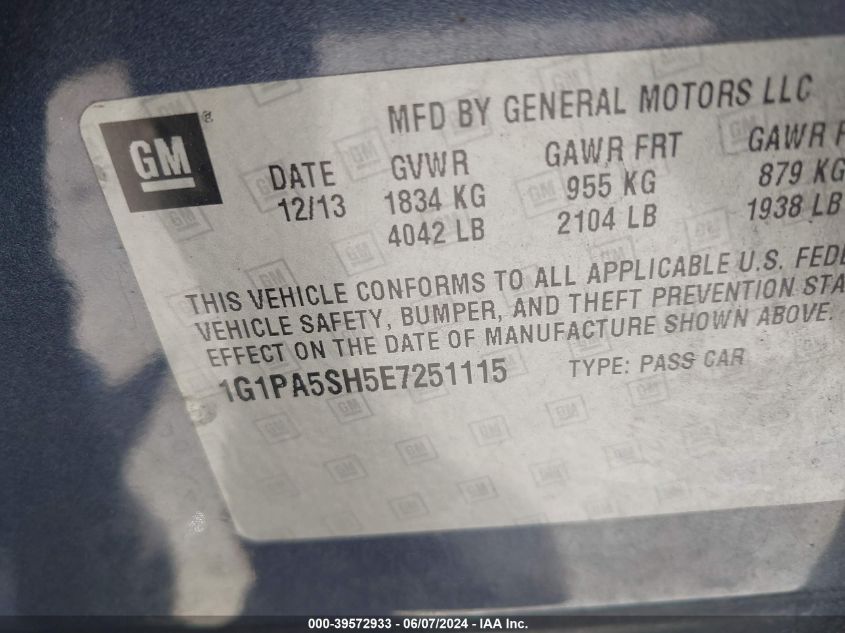 GM ®
MFD BY GENERAL MOTORS LLC
DATE GVWR GAWR FRT GAWR
12/13 1834 KG 955 KG 879 KG
4042 LB 2104 LB 1938 LB
THIS VEHICLE CONFORMS TO ALL APPLICABLE U.S.
VEHICLE SAFETY, BUMPER, AND THEFT PREVENTION
EFFECT ON THE DATE OF MANUFACTURE SHOWN ABOVE.
1G1PA5SH5E7251115 TYPE: PASS CAR
000-39572933 - 06/07/2024 - IAA Inc.